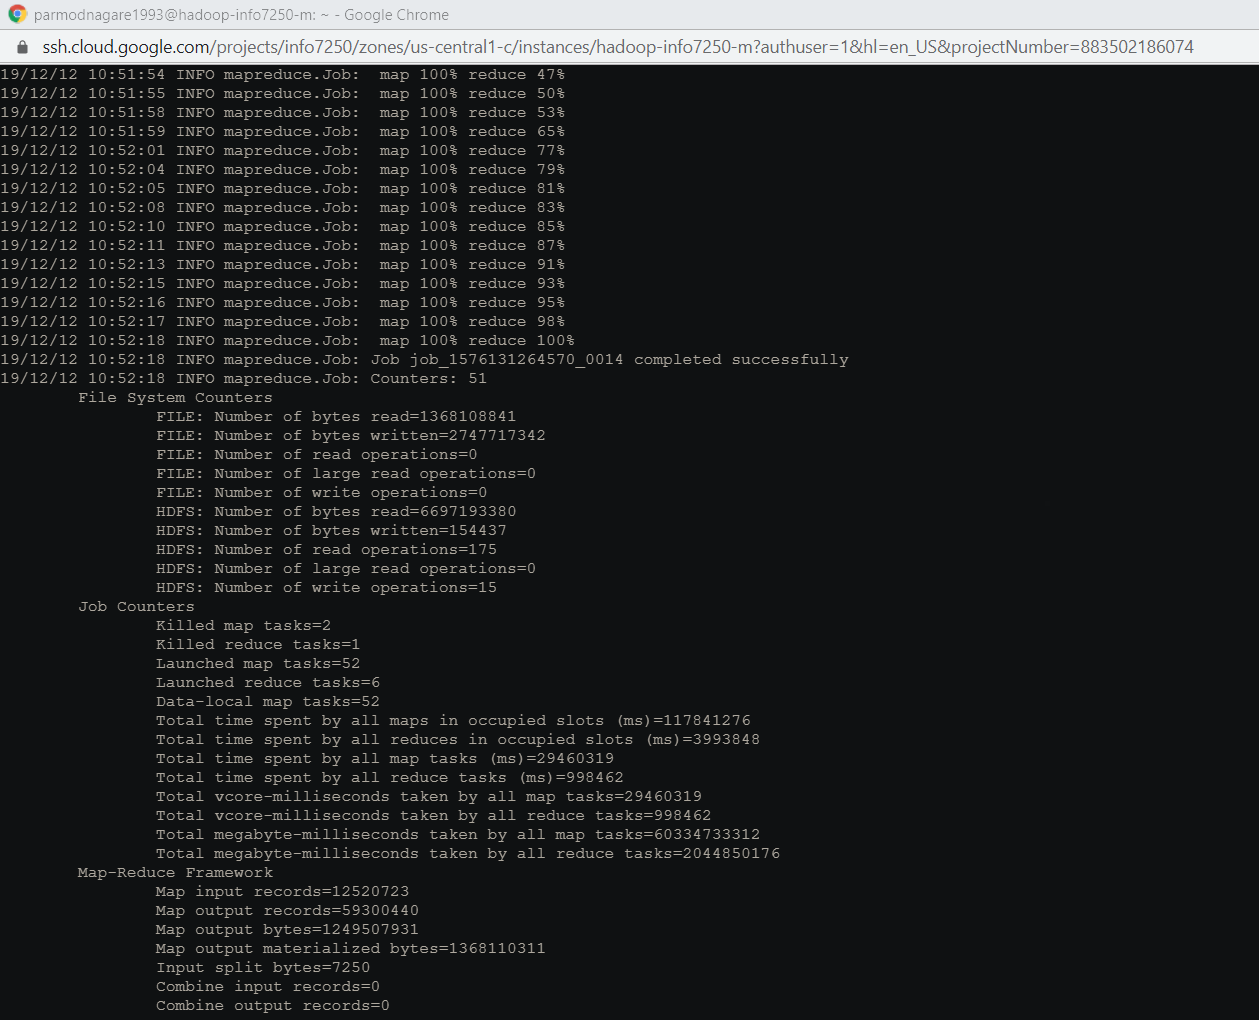 parmodnagare1993@hadoop-info7250-m: ~ - Google Chrome
ssh.cloud.google.com/projects/info7250/zones/us-central1-c/instances/hadoop-info7250-m?authuser=1&hl=en_US&projectNumber=883502186074
19/12/12 10:51:54 INFO mapreduce.Job:  map 100% reduce 47%
19/12/12 10:51:55 INFO mapreduce.Job:  map 100% reduce 50%
19/12/12 10:51:58 INFO mapreduce.Job:  map 100% reduce 53%
19/12/12 10:51:59 INFO mapreduce.Job:  map 100% reduce 65%
19/12/12 10:52:01 INFO mapreduce.Job:  map 100% reduce 77%
19/12/12 10:52:04 INFO mapreduce.Job:  map 100% reduce 79%
19/12/12 10:52:05 INFO mapreduce.Job:  map 100% reduce 81%
19/12/12 10:52:08 INFO mapreduce.Job:  map 100% reduce 83%
19/12/12 10:52:10 INFO mapreduce.Job:  map 100% reduce 85%
19/12/12 10:52:11 INFO mapreduce.Job:  map 100% reduce 87%
19/12/12 10:52:13 INFO mapreduce.Job:  map 100% reduce 91%
19/12/12 10:52:15 INFO mapreduce.Job:  map 100% reduce 93%
19/12/12 10:52:16 INFO mapreduce.Job:  map 100% reduce 95%
19/12/12 10:52:17 INFO mapreduce.Job:  map 100% reduce 98%
19/12/12 10:52:18 INFO mapreduce.Job:  map 100% reduce 100%
19/12/12 10:52:18 INFO mapreduce.Job: Job job_1576131264570_0014 completed successfully
19/12/12 10:52:18 INFO mapreduce.Job: Counters: 51
File System Counters
FILE: Number of bytes read=1368108841
FILE: Number of bytes written=2747717342
FILE: Number of read operations=0
FILE: Number of large read operations=0
FILE: Number of write operations=0
HDFS: Number of bytes read=6697193380
HDFS: Number of bytes written=154437
HDFS: Number of read operations=175
HDFS: Number of large read operations=0
HDFS: Number of write operations=15
Job Counters
Killed map tasks=2
Killed reduce tasks=1
Launched map tasks=52
Launched reduce tasks=6
Data-local map tasks=52
Total time spent by all maps in occupied slots (ms)=117841276
Total time spent by all reduces in occupied slots (ms)=3993848
Total time spent by all map tasks (ms)=29460319
Total time spent by all reduce tasks (ms)=998462
Total vcore-milliseconds taken by all map tasks=29460319
Total vcore-milliseconds taken by all reduce tasks=998462
Total megabyte-milliseconds taken by all map tasks=60334733312
Total megabyte-milliseconds taken by all reduce tasks=2044850176
Map-Reduce Framework
Map input records=12520723
Map output records=59300440
Map output bytes=1249507931
Map output materialized bytes=1368110311
Input split bytes=7250
Combine input records=0
Combine output records=0